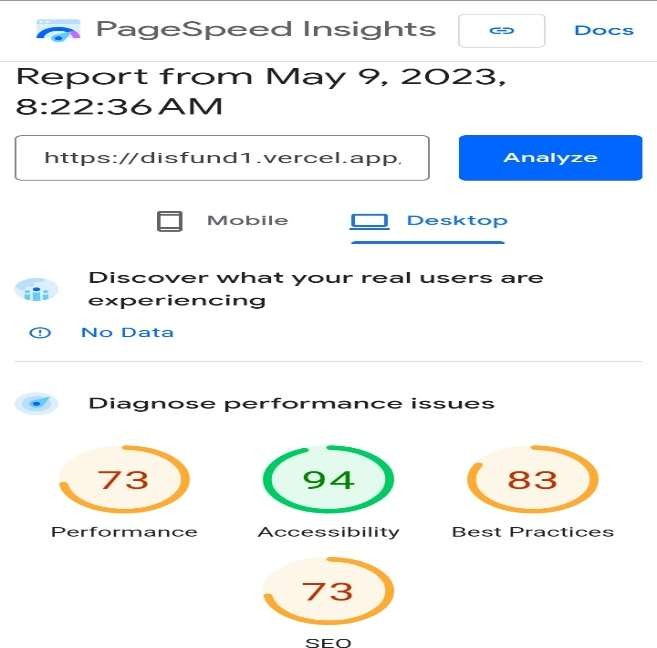 PageSpeed Insights
Docs
Report from May 9, 2023,
8:22:36 AM
https://disfund1.vercel.app,
Analyze
Mobile
Desktop
Discover what your real users are
experiencing
No Data
Diagnose performance issues
73
94
83
Performance
Accessibility
Best Practices
73
SEO